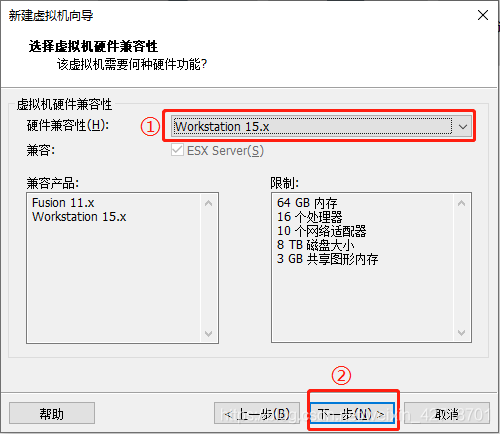 新建虚拟机向导
选择虚拟机硬件兼容性
该虚拟机需要何种硬件功能?
虚拟机硬件兼容性
硬件兼容性(H):
① Workstation 15.x
兼容:
ESX Server(S)
兼容产品:
Fusion 11.x
Workstation 15.x
限制:
64 GB 内存
16 个处理器
10 个网络适配器
8 TB 磁盘大小
3 GB 共享图形内存
②
帮助
< 上一步(B)
下一步(N) >
取消